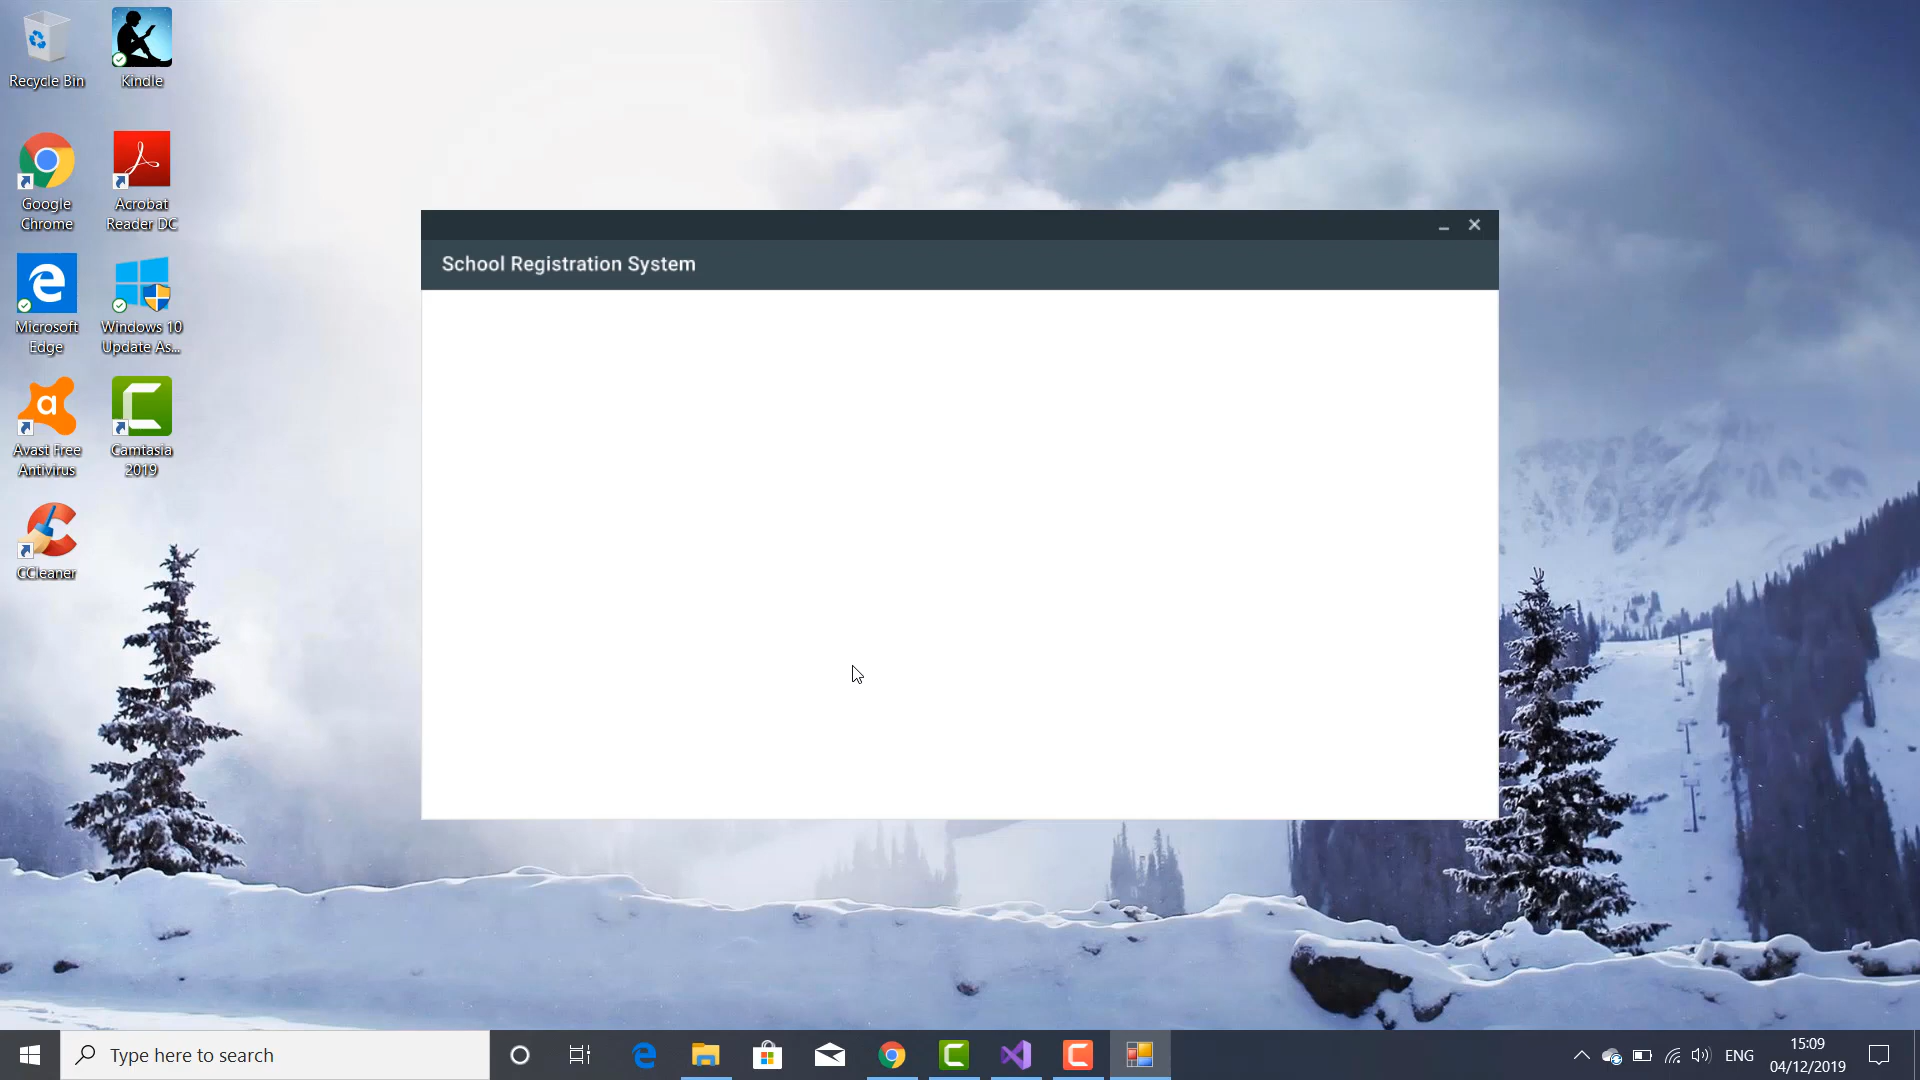 Recycle Bin
Kindle
Google
Chrome
Acrobat
Reader DC
Microsoft
Edge
Windows 10
Update As...
Avast Free
Antivirus
Camtasia
2019
CCleaner
School Registration System
Type here to search
ENG
15:09
04/12/2019